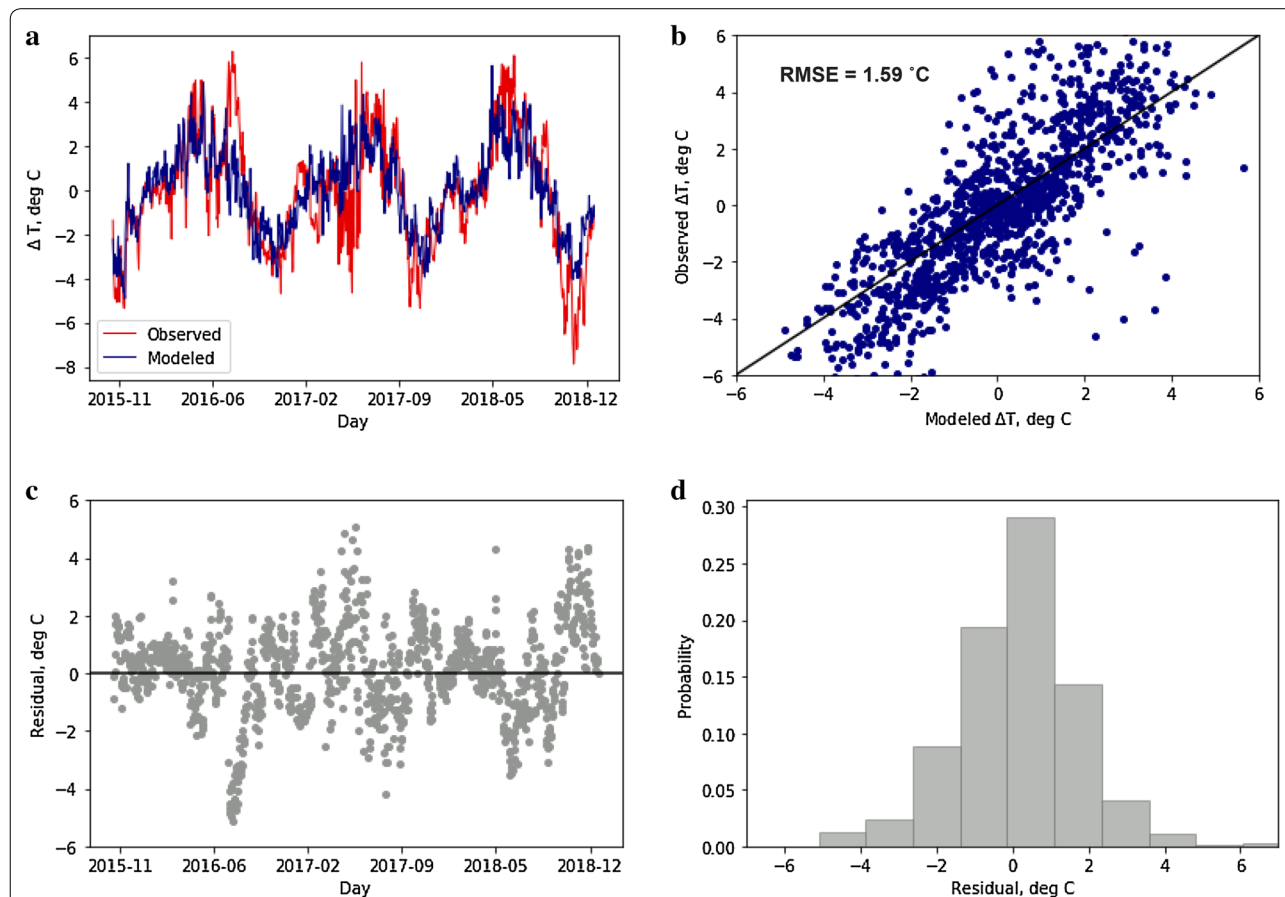 a
6
4
2
0
−2
−4
−6
−8
Δ T, deg C
Observed
Modeled
2015-11 2016-06 2017-02 2017-09 2018-05 2018-12
Day
b
RMSE = 1.59 ˚C
6
4
2
0
−2
−4
−6
Observed ΔT, deg C
−6 −4 −2 0 2 4 6
Modeled ΔT, deg C
c
6
4
2
0
−2
−4
−6
Residual, deg C
2015-11 2016-06 2017-02 2017-09 2018-05 2018-12
Day
d
0.30
0.25
0.20
0.15
0.10
0.05
0.00
Probability
−6 −4 −2 0 2 4 6
Residual, deg C